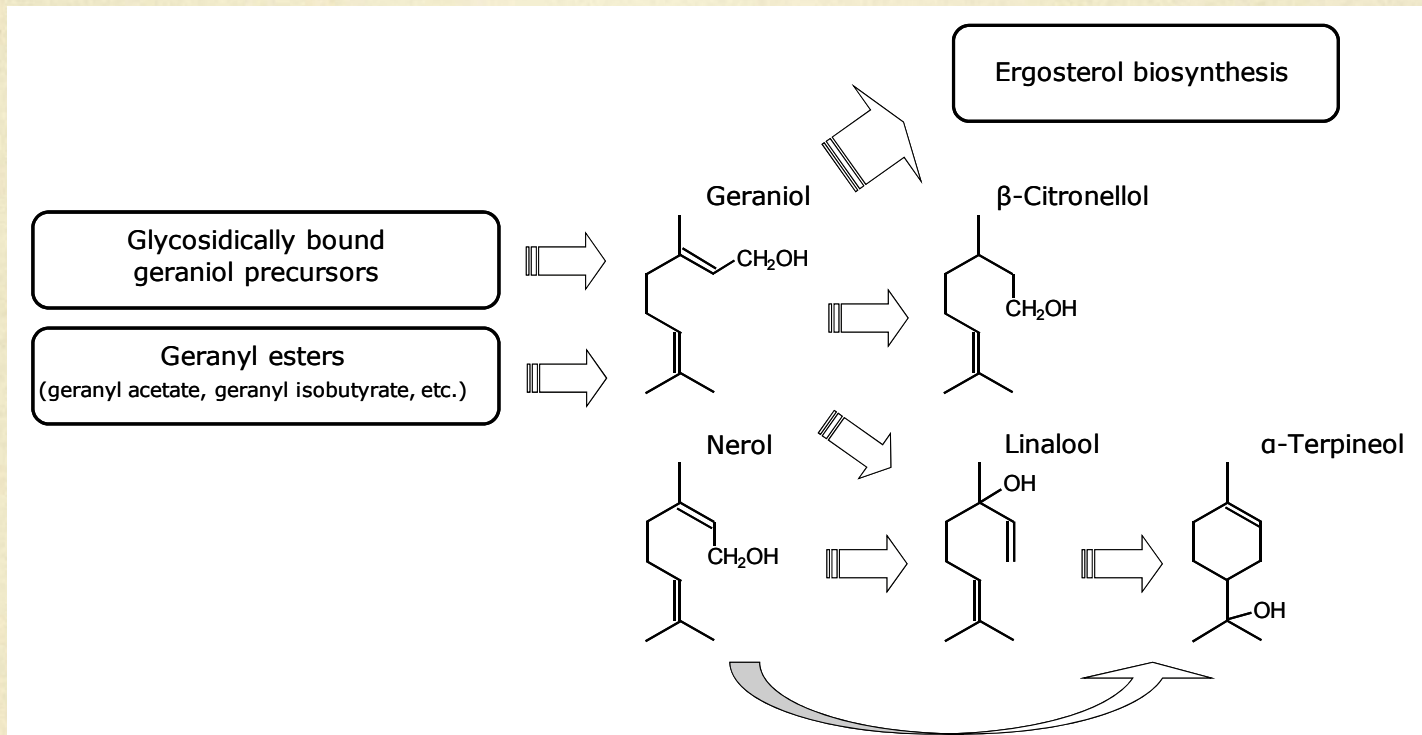 Ergosterol biosynthesis
Geraniol
β-Citronellol
Glycosidically bound
geraniol precursors
CH₂OH
CH₂OH
Geranyl esters
(geranyl acetate, geranyl isobutyrate, etc.)
Nerol
Linalool
α-Terpineol
OH
CH₂OH
OH